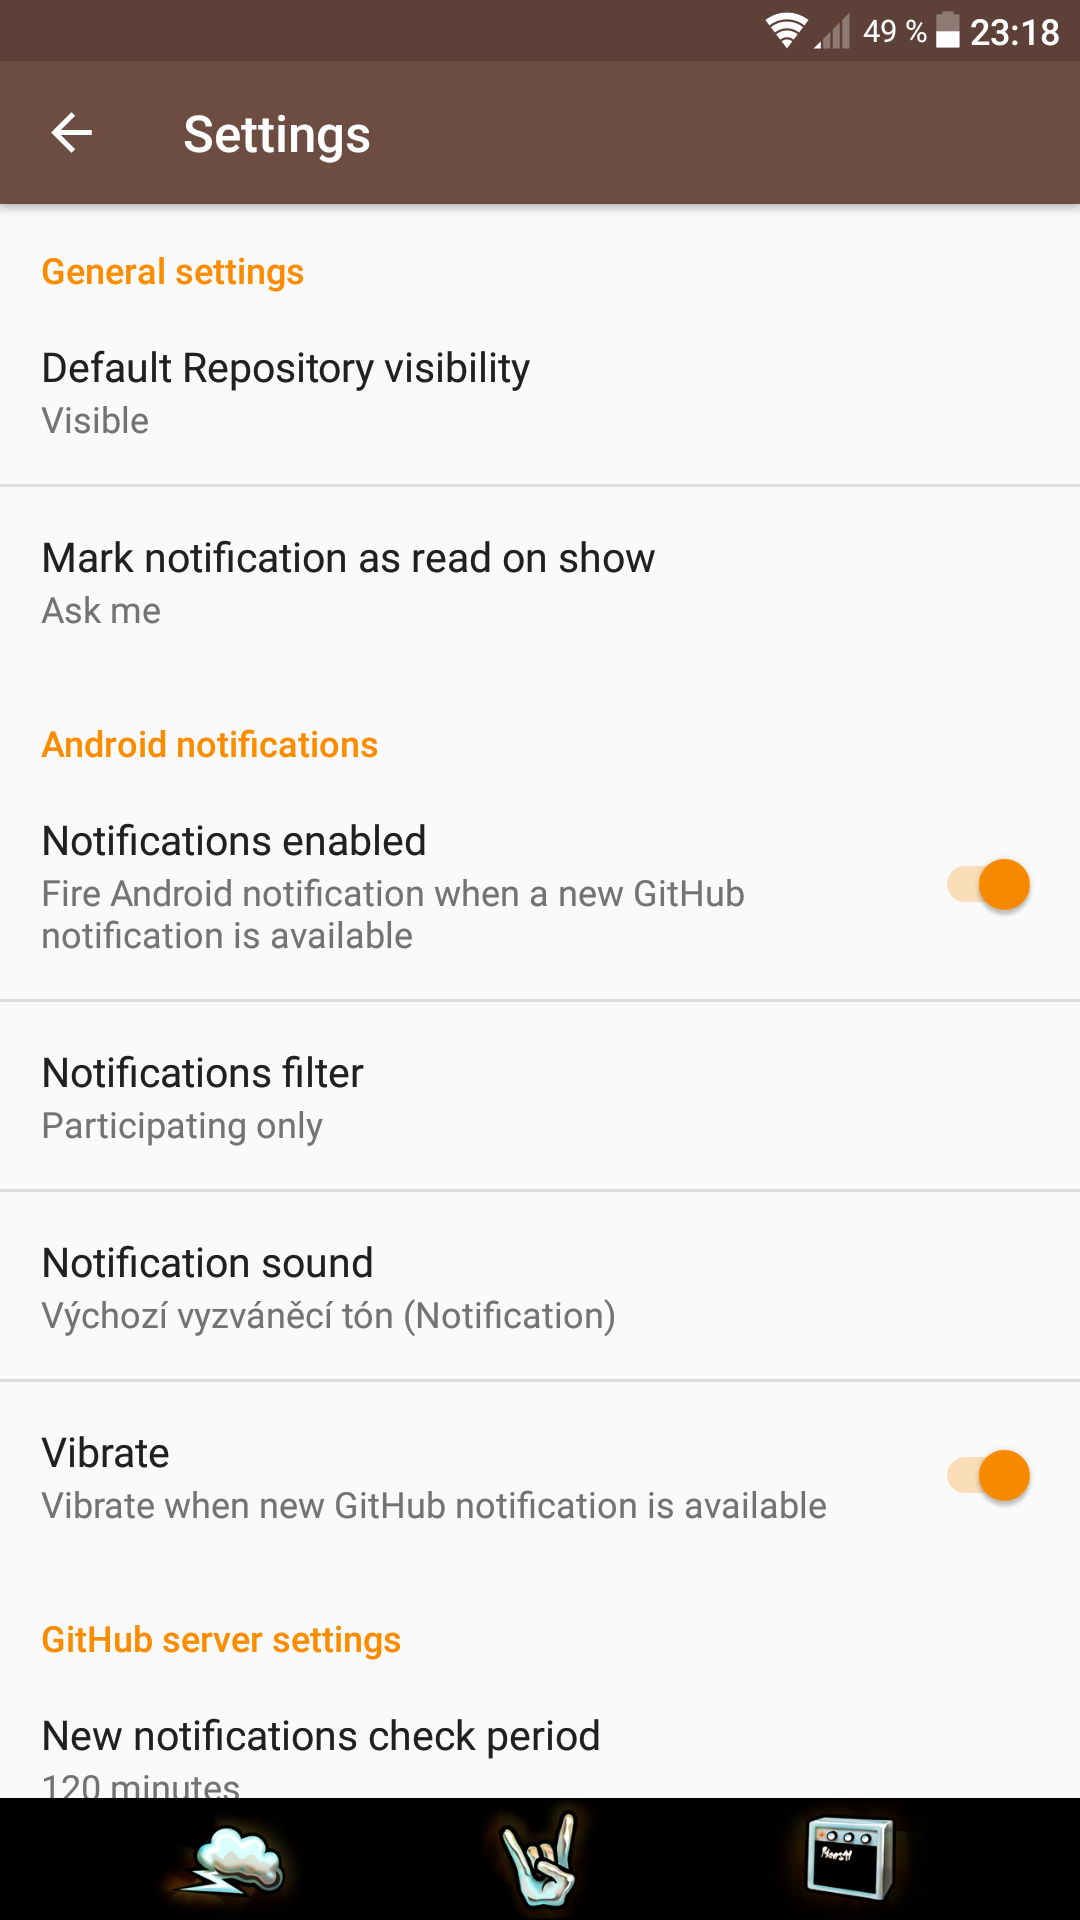 49 % 23:18
Settings
General settings
Default Repository visibility
Visible
Mark notification as read on show
Ask me
Android notifications
Notifications enabled
Fire Android notification when a new GitHub
notification is available
Notifications filter
Participating only
Notification sound
Výchozí vyzváněcí tón (Notification)
Vibrate
Vibrate when new GitHub notification is available
GitHub server settings
New notifications check period
120 minutes